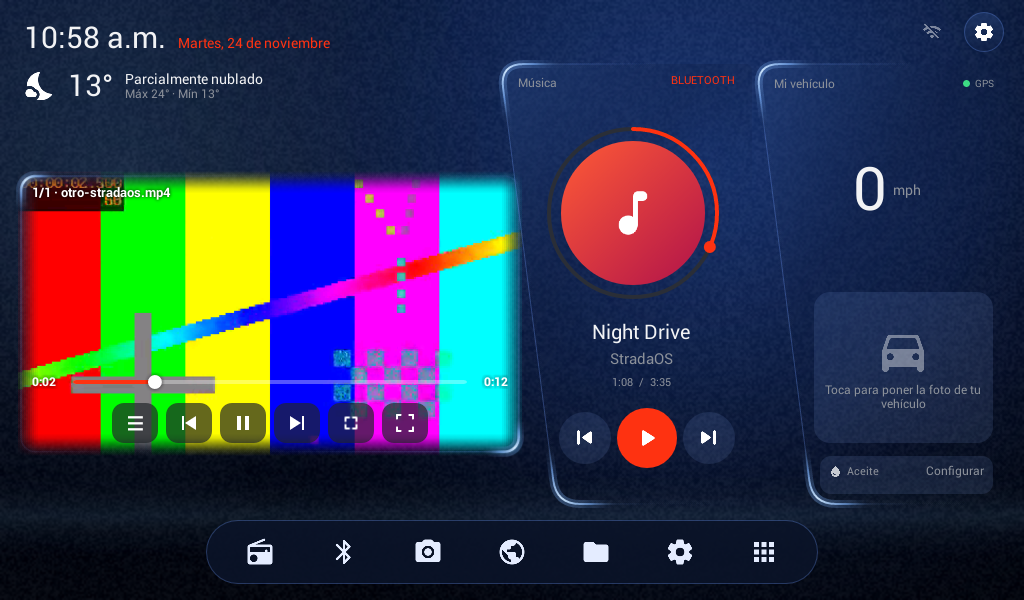 10:58 a.m. Martes, 24 de noviembre
13° Parcialmente nublado
Máx 24° · Mín 13°
1/1 · otro-stradaos.mp4
66
0:02
0:12
Música
BLUETOOTH
Night Drive
StradaOS
1:08 / 3:35
Mi vehículo
GPS
0 mph
Toca para poner la foto de tu
vehículo
Aceite
Configurar